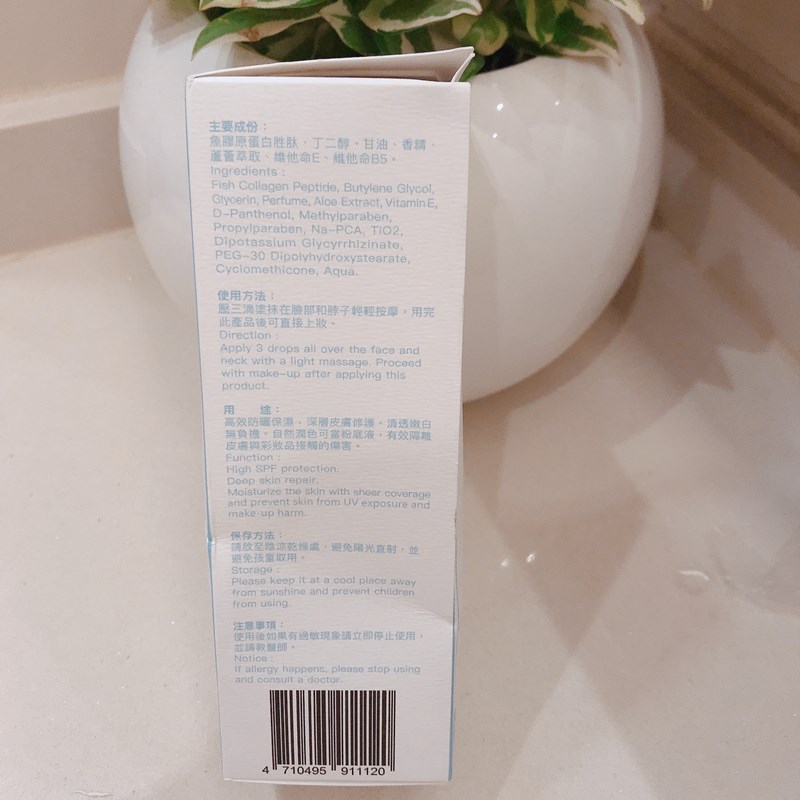 主要成份：
魚膠原蛋白胜肽、丁二醇、甘油、香精、
蘆薈萃取、維他命E、維他命B5。
Ingredients :
Fish Collagen Peptide, Butylene Glycol,
Glycerin, Perfume, Aloe Extract, Vitamin E,
D-Panthenol, Methylparaben,
Propylparaben, Na-PCA, TiO2,
Dipotassium Glycyrrhizinate,
PEG-30 Dipolyhydroxystearate,
Cyclomethicone, Aqua.
使用方法：
壓三滴塗抹在臉部和脖子輕輕按摩。用完
此產品後可直接上妝。
Direction :
Apply 3 drops all over the face and
neck with a light massage. Proceed
with make-up after applying this
product.
用 途：
高效防曬保濕、深層皮膚修護。清透嫩白
無負擔。自然潤色可當粉底液，有效隔離
皮膚與彩妝品接觸的傷害。
Function :
High SPF protection.
Deep skin repair.
Moisturize the skin with sheer coverage
and prevent skin from UV exposure and
make-up harm.
保存方法：
請放至陰涼乾燥處，避免陽光直射，並
避免孩童取用。
Storage :
Please keep it at a cool place away
from sunshine and prevent children
from using.
注意事項：
使用後如果有過敏現象請立即停止使用，
並請教醫師。
Notice :
If allergy happens, please stop using
and consult a doctor.
4 710495 911120